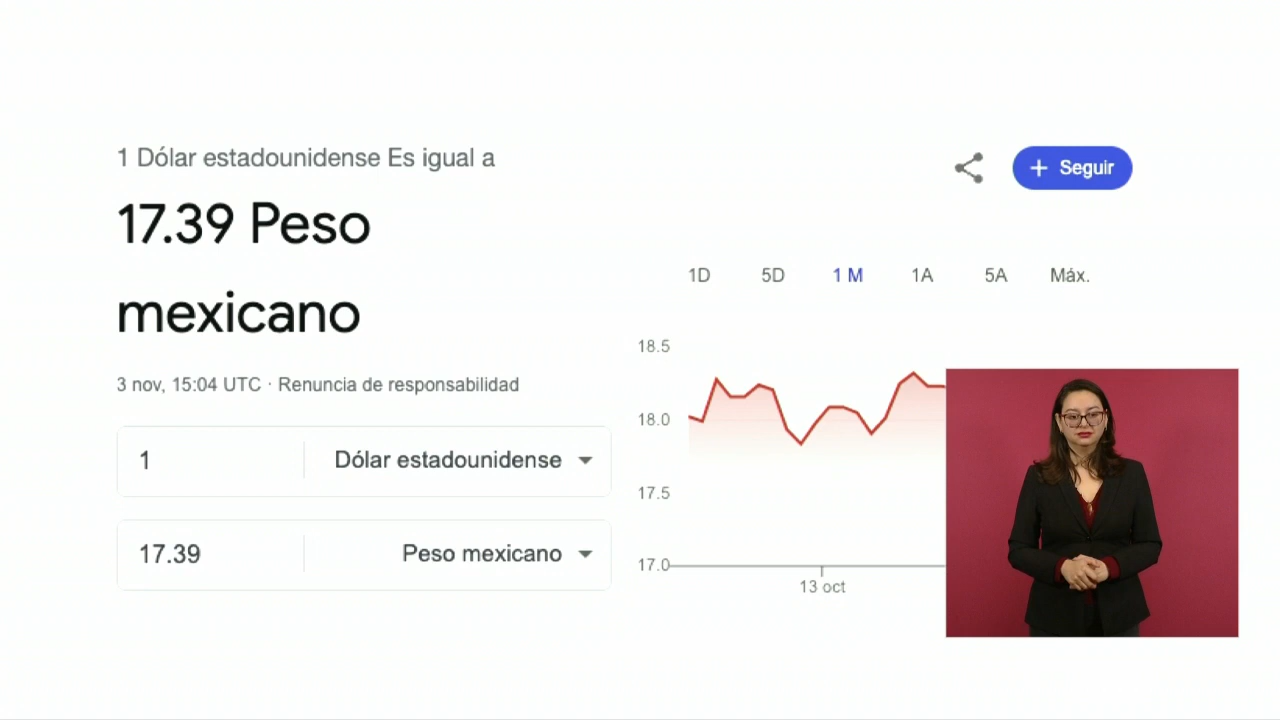 1 Dólar estadounidense Es igual a
17.39 Peso
mexicano
3 nov, 15:04 UTC · Renuncia de responsabilidad
1 Dólar estadounidense
17.39 Peso mexicano
+ Seguir
1D 5D 1 M 1A 5A Máx.
18.5
18.0
17.5
17.0
13 oct